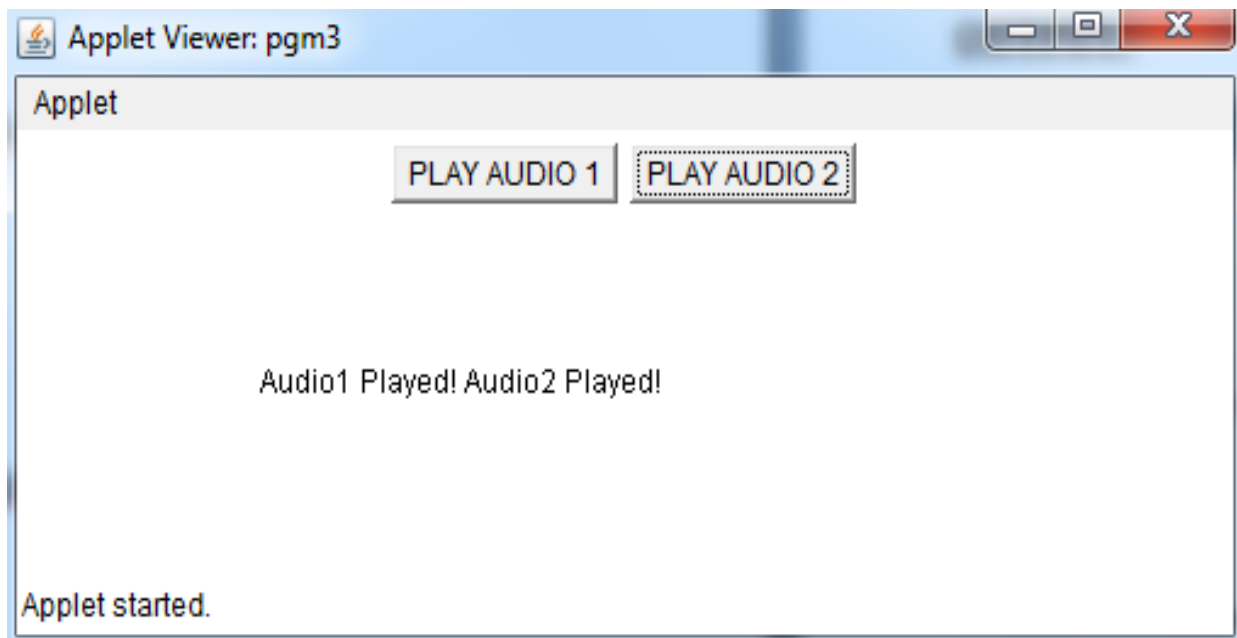 Applet Viewer: pgm3
Applet
PLAY AUDIO 1 PLAY AUDIO 2
Audio1 Played! Audio2 Played!
Applet started.